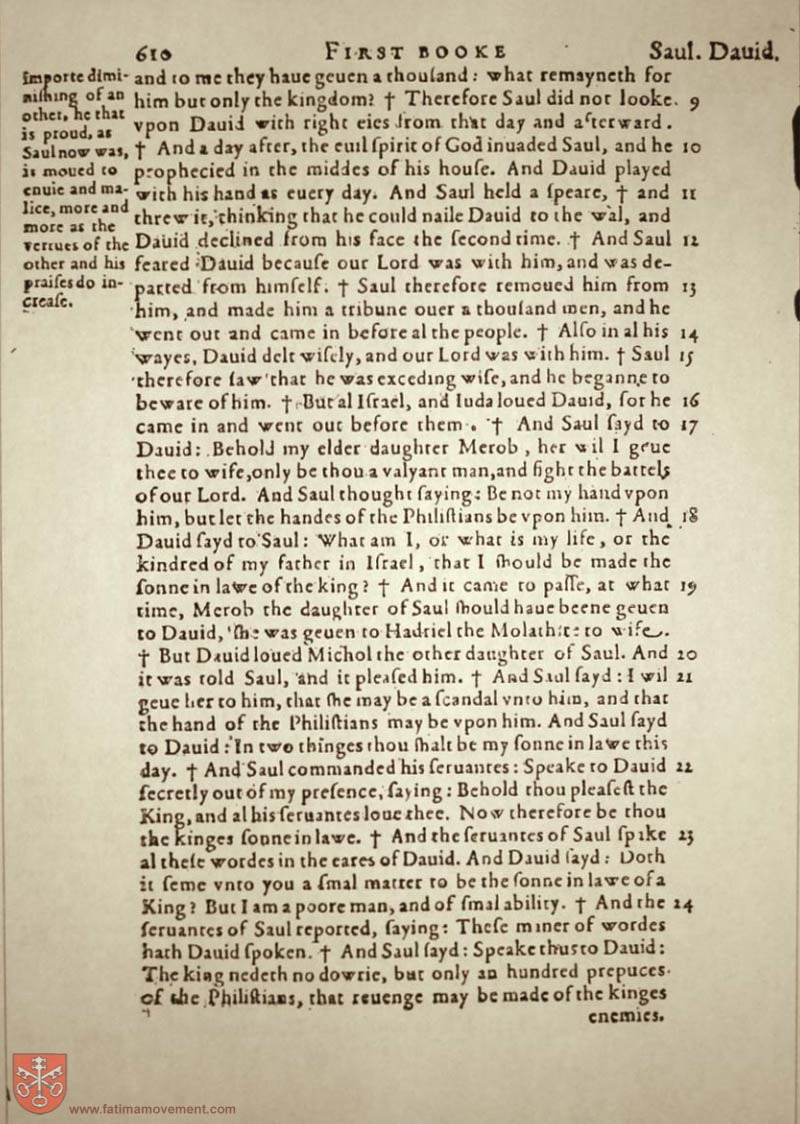 610 FIRST BOOKE Saul. Dauid.
Importe dimi-
nishing of an
other, he that
is proud, as
Saul now was,
is moued to
enuie and ma-
lice, more and
more as the
vertues of the
other and his
praises do in-
crease.
and to me they haue geuen a thousand: what remayneth for
him but only the kingdom? † Therefore Saul did not looke 9
vpon Dauid with right eies from that day and afterward.
† And a day after, the euil spirit of God inuaded Saul, and he 10
prophecied in the middes of his house. And Dauid played
with his hand as euery day. And Saul held a speare, † and 11
threw it, thinking that he could naile Dauid to the wal, and
Dauid declined from his face the second time. † And Saul 12
feared Dauid because our Lord was with him, and was de-
parted from himself. † Saul therefore remoued him from 13
him, and made him a tribune ouer a thousand men, and he
went out and came in before al the people. † Also in al his 14
wayes, Dauid delt wisely, and our Lord was with him. † Saul 15
therefore saw that he was exceding wise, and he beganne to
beware of him. † But al Israel, and Iuda loued Dauid, for he 16
came in and went out before them. † And Saul sayd to 17
Dauid: Behold my elder daughter Merob, her wil I geue
thee to wife, only be thou a valyant man, and fight the battels
of our Lord. And Saul thought saying: Be not my hand vpon
him, but let the handes of the Philistians be vpon him. † And 18
Dauid sayd to Saul: What am I, or what is my life, or the
kindred of my father in Israel, that I should be made the
sonne in lawe of the king? † And it came to passe, at what 19
time, Merob the daughter of Saul should haue beene geuen
to Dauid, she was geuen to Hadriel the Molathite to wife.
† But Dauid loued Michol the other daughter of Saul. And 20
it was told Saul, and it pleased him. † And Saul sayd: I wil 21
geue her to him, that she may be a scandal vnto him, and that
the hand of the Philistians may be vpon him. And Saul sayd
to Dauid: In two thinges thou shalt be my sonne in lawe this
day. † And Saul commanded his seruantes: Speake to Dauid 22
secretly out of my presence, saying: Behold thou pleasest the
King, and al his seruantes loue thee. Now therefore be thou
the kinges sonne in lawe. † And the seruantes of Saul spake 23
al these wordes in the eares of Dauid. And Dauid sayd: Doth
it seme vnto you a smal matter to be the sonne in lawe of a
King? But I am a poore man, and of smal ability. † And the 24
seruantes of Saul reported, saying: These maner of wordes
hath Dauid spoken. † And Saul sayd: Speake thus to Dauid:
The king nedeth no dowrie, but only an hundred prepuces
of the Philistians, that reuenge may be made of the kinges
enemies.
www.fatimamovement.com